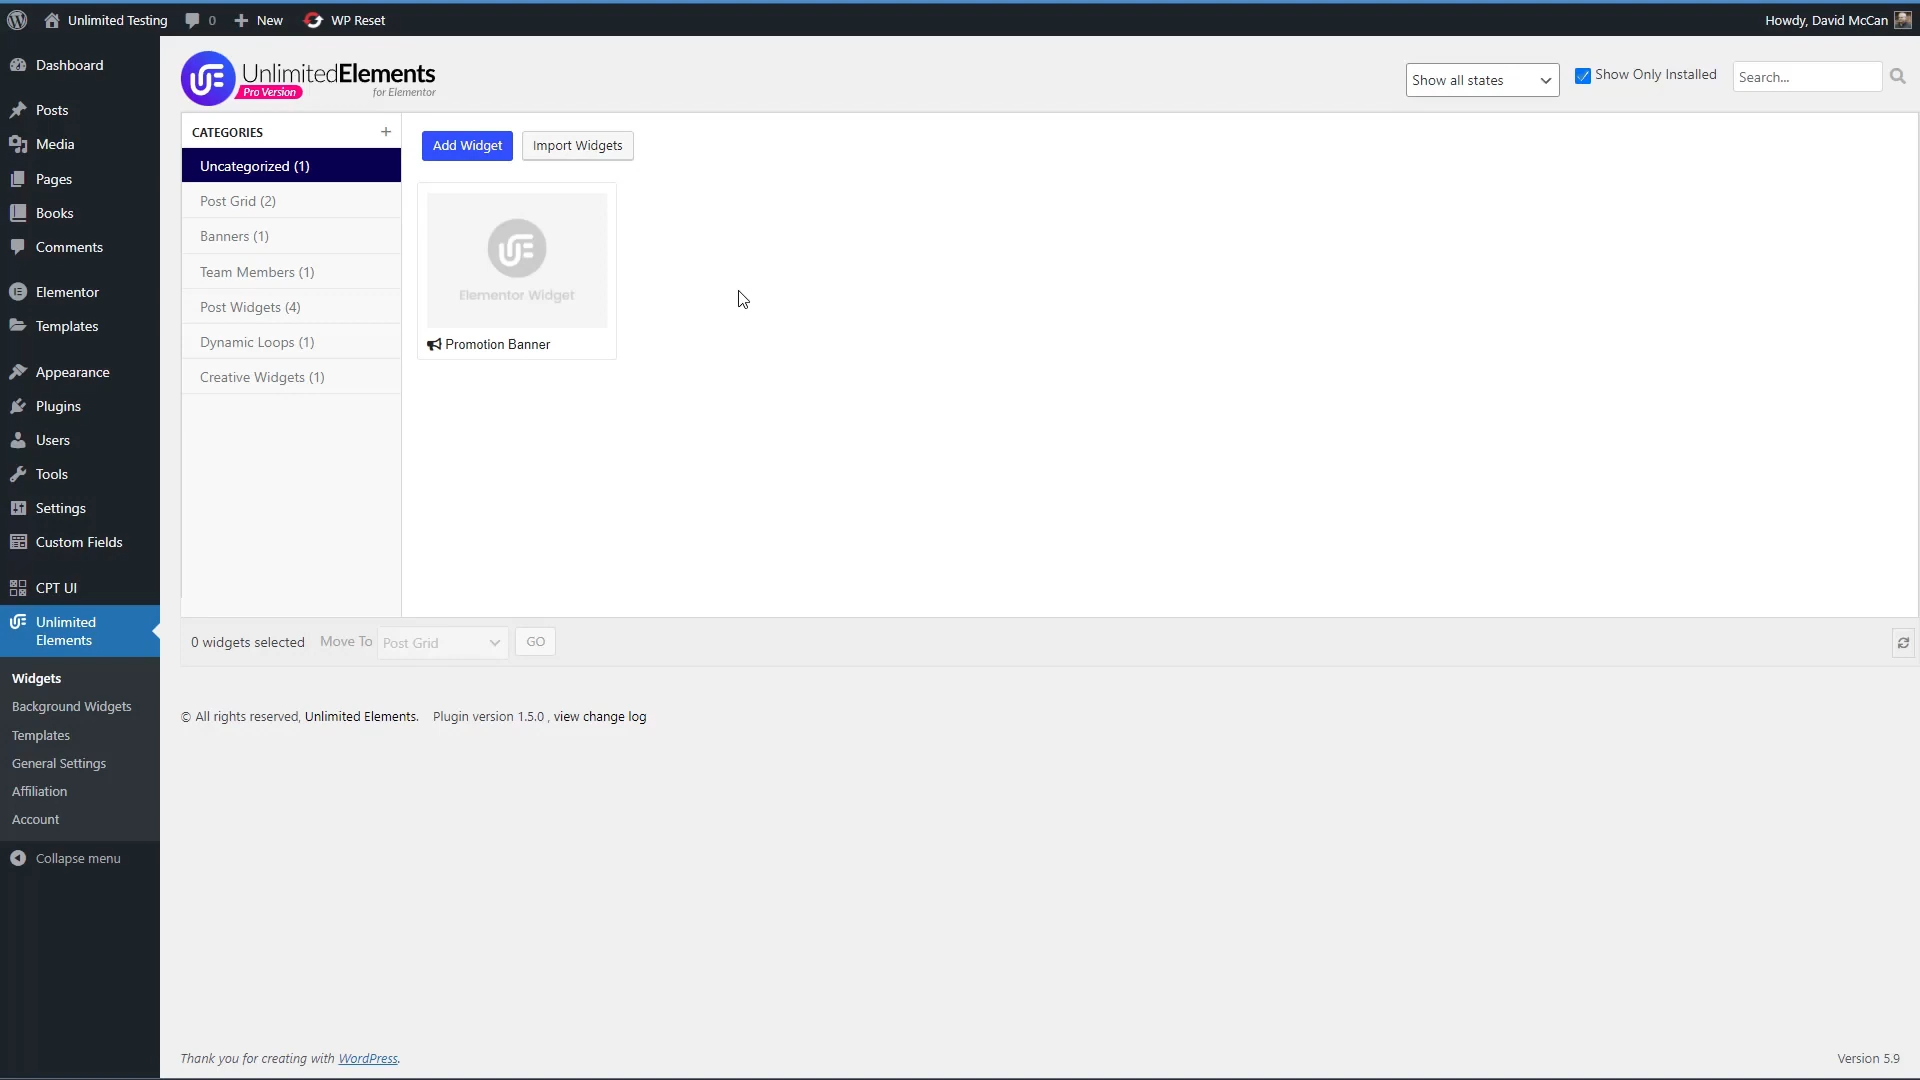 Unlimited Testing
0
New
WP Reset
Howdy, David McCan
Dashboard
Posts
Media
Pages
Books
Comments
Elementor
Templates
Appearance
Plugins
Users
Tools
Settings
Custom Fields
CPT UI
Unlimited
Elements
Widgets
Background Widgets
Templates
General Settings
Affiliation
Account
Collapse menu
UnlimitedElements
Pro Version
for Elementor
Show all states
Show Only Installed
Search...
CATEGORIES
+
Uncategorized (1)
Post Grid (2)
Banners (1)
Team Members (1)
Post Widgets (4)
Dynamic Loops (1)
Creative Widgets (1)
Add Widget
Import Widgets
Elementor Widget
Promotion Banner
0 widgets selected
Move To
Post Grid
GO
© All rights reserved, Unlimited Elements. Plugin version 1.5.0 , view change log
Thank you for creating with WordPress.
Version 5.9